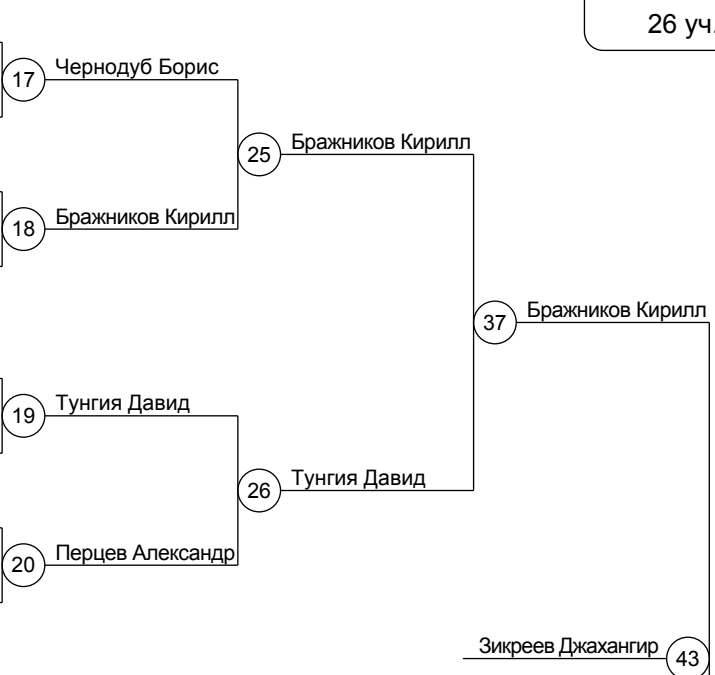 26 уч.
17 Чернодуб Борис
25 Бражников Кирилл
18 Бражников Кирилл
37 Бражников Кирилл
19 Тунгия Давид
26 Тунгия Давид
20 Перцев Александр
Зикреев Джахангир 43